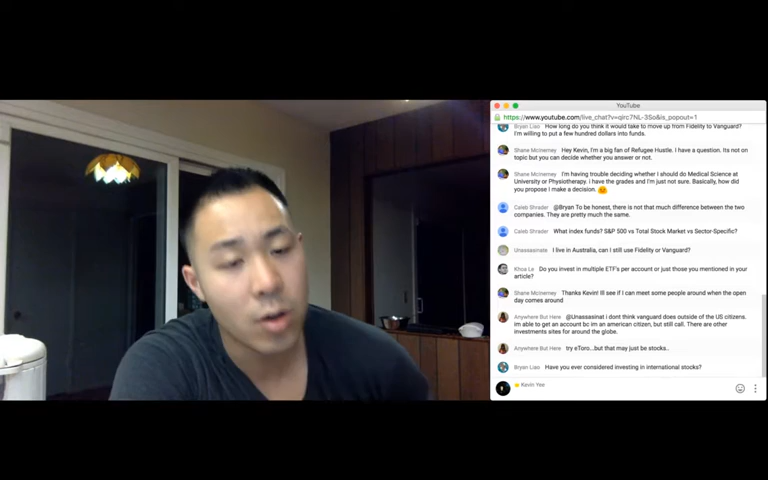 YouTube
https://www.youtube.com/live_chat?v=qirc7NL-3So&is_popout=1
Bryan Liao How long do you think it would take to move up from Fidelity to Vanguard?
I'm willing to put a few hundred dollars into funds.
Shane McInerney Hey Kevin, I'm a big fan of Refugee Hustle. I have a question. Its not on
topic but you can decide whether you answer or not.
Shane McInerney I'm having trouble deciding whether I should do Medical Science at
University or Physiotherapy. I have the grades and I'm just not sure. Basically, how did
you propose I make a decision.
Caleb Shrader @Bryan To be honest, there is not that much difference between the two
companies. They are pretty much the same.
Caleb Shrader What index funds? S&P 500 vs Total Stock Market vs Sector-Specific?
Unassasinate I live in Australia, can I still use Fidelity or Vanguard?
Khoa Le Do you invest in multiple ETF's per account or just those you mentioned in your
article?
Shane McInerney Thanks Kevin! Ill see if I can meet some people around when the open
day comes around
Anywhere But Here @Unassasinat i dont think vanguard does outside of the US citizens.
im able to get an account bc im an american citizen, but still call. There are other
investments sites for around the globe.
Anywhere But Here try eToro...but that may just be stocks..
Bryan Liao Have you ever considered investing in international stocks?
Kevin Yee